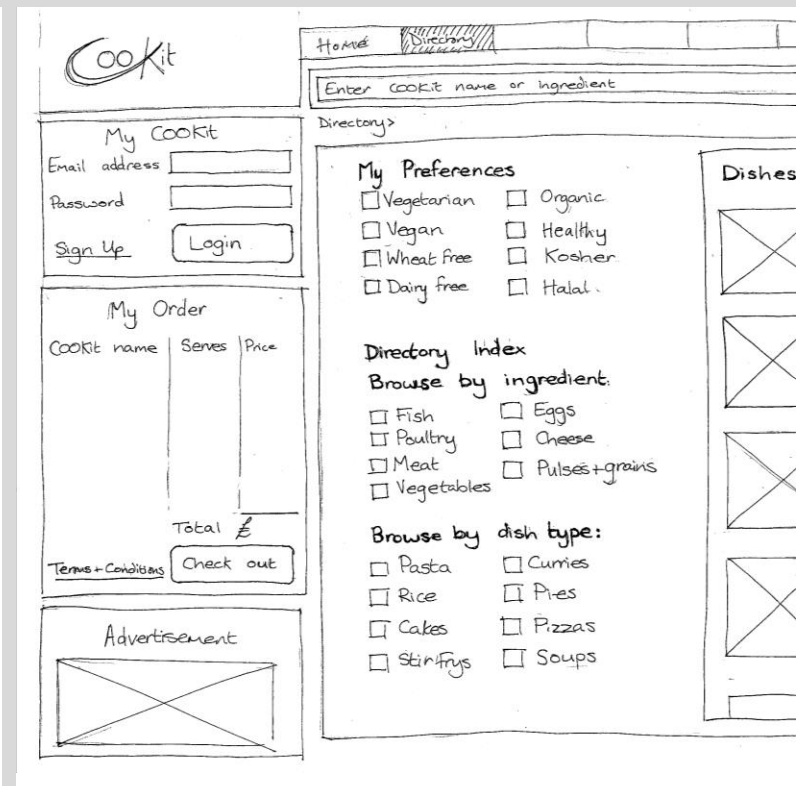 COOKit
Home Directory
Enter COOKit name or ingredient
Directory>
My COOKit
Email address
Password
Sign Up Login
My Order
COOKit name Serves Price
Total £
Terms + Conditions Check out
Advertisement
My Preferences
Vegetarian Organic
Vegan Healthy
Wheat free Kosher
Dairy free Halal.
Directory Index
Browse by ingredient:
Fish Eggs
Poultry Cheese
Meat Pulses+grains
Vegetables
Browse by dish type:
Pasta Curries
Rice Pies
Cakes Pizzas
Stirfrys Soups
Dishes